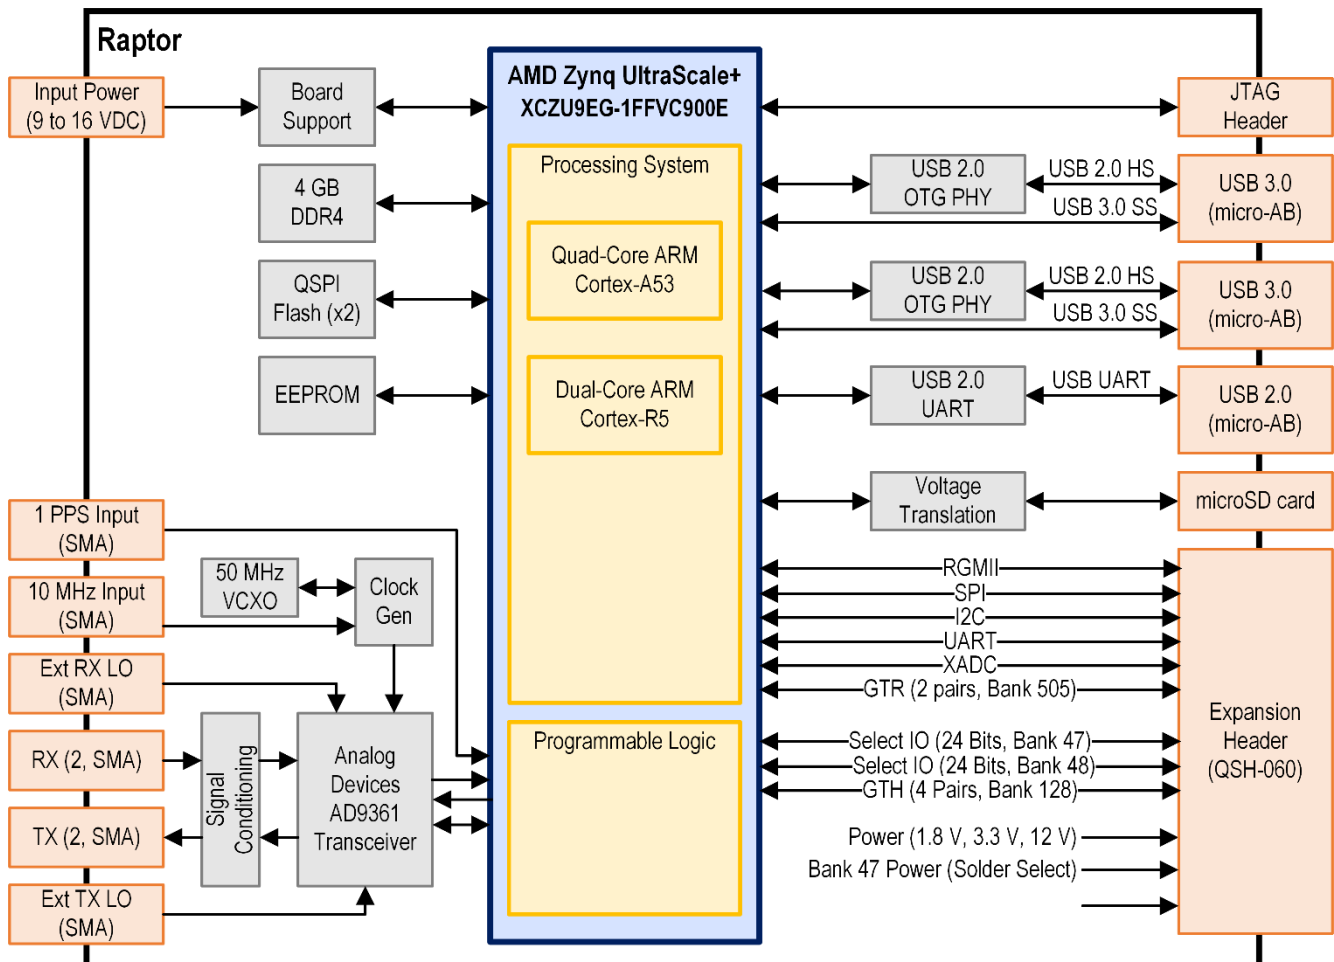 Raptor
Input Power
(9 to 16 VDC)
Board
Support
4 GB
DDR4
QSPI
Flash (x2)
EEPROM
1 PPS Input
(SMA)
10 MHz Input
(SMA)
50 MHz
VCXO
Clock
Gen
Ext RX LO
(SMA)
RX (2, SMA)
TX (2, SMA)
Ext TX LO
(SMA)
Signal
Conditioning
Analog
Devices
AD9361
Transceiver
AMD Zynq UltraScale+
XCZU9EG-1FFVC900E
Processing System
Quad-Core ARM
Cortex-A53
Dual-Core ARM
Cortex-R5
Programmable Logic
JTAG
Header
USB 2.0
OTG PHY
USB 2.0 HS
USB 3.0 SS
USB 3.0
(micro-AB)
USB 2.0
OTG PHY
USB 2.0 HS
USB 3.0 SS
USB 3.0
(micro-AB)
USB 2.0
UART
USB UART
USB 2.0
(micro-AB)
Voltage
Translation
microSD card
RGMII
SPI
I2C
UART
XADC
GTR (2 pairs, Bank 505)
Select IO (24 Bits, Bank 47)
Select IO (24 Bits, Bank 48)
GTH (4 Pairs, Bank 128)
Power (1.8 V, 3.3 V, 12 V)
Bank 47 Power (Solder Select)
Expansion
Header
(QSH-060)